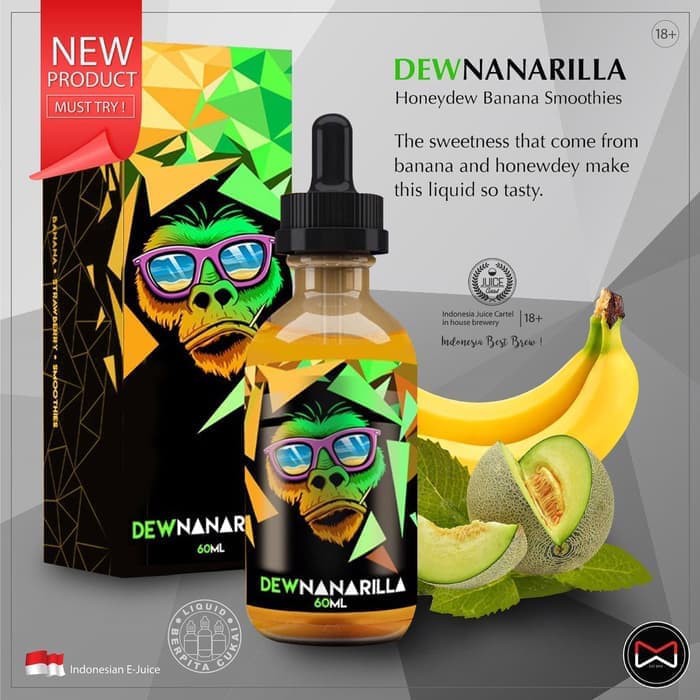 NEW
PRODUCT
MUST TRY !
18+
DEWNANARILLA
Honeydew Banana Smoothies
The sweetness that come from
banana and honewdey make
this liquid so tasty.
JUICE
Indonesia Juice Cartel
in house brewery
18+
Indonesia Best Brew !
BANANA • STRAWBERRY • SMOOTHIES
DEWNANAR
60ML
DEWNANARILLA
60ML
LIQUID
BERPITA CUKAI
Indonesian E-Juice